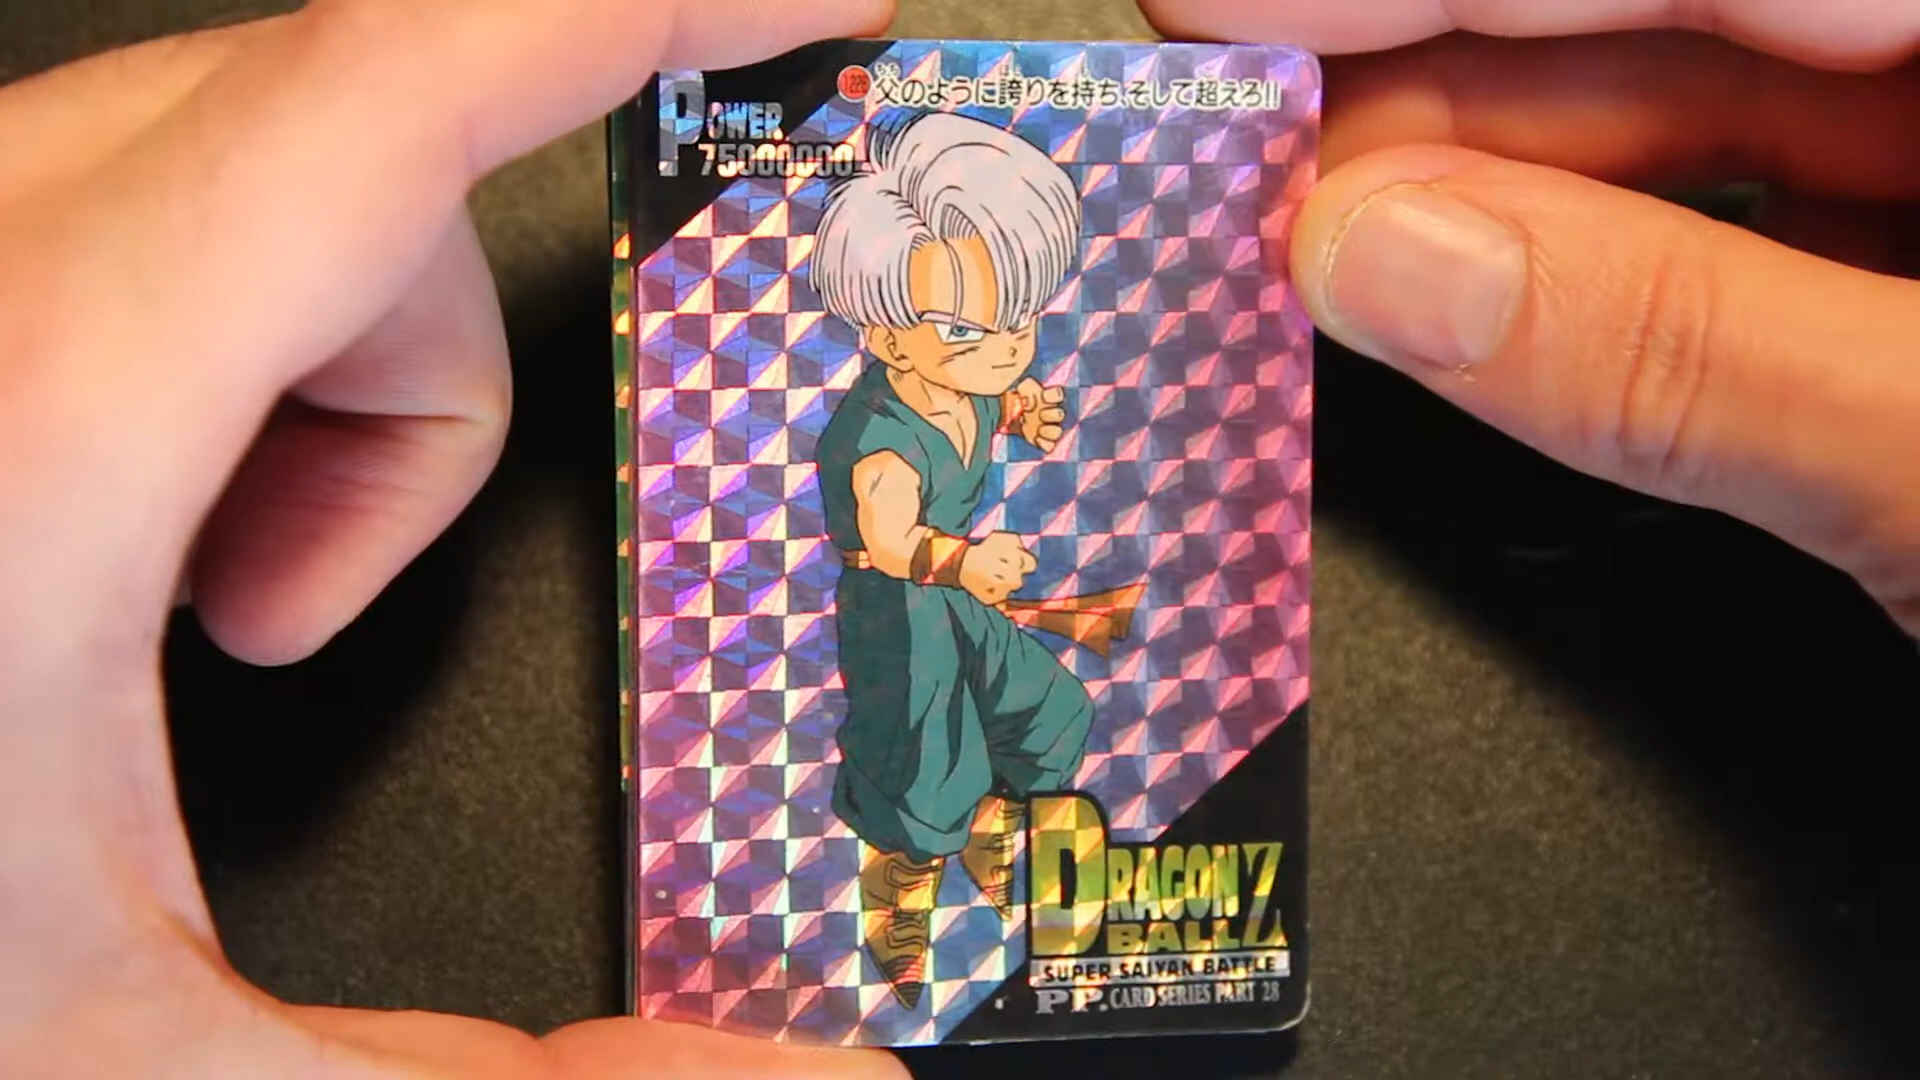 1226 父のように誇りを持ち、そして超えろ!!
POWER
75000000
DRAGON
BALL Z
SUPER SAIYAN BATTLE
PP. CARD SERIES PART 28